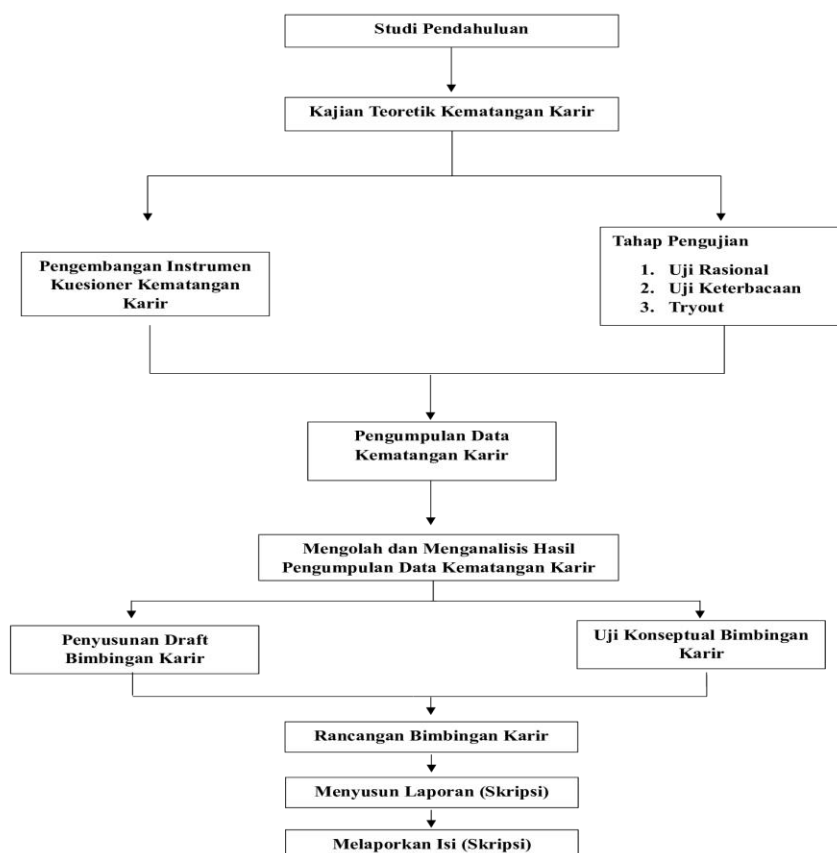 Studi Pendahuluan
Kajian Teoretik Kematangan Karir
Pengembangan Instrumen
Kuesioner Kematangan
Karir
Tahap Pengujian
1. Uji Rasional
2. Uji Keterbacaan
3. Tryout
Pengumpulan Data
Kematangan Karir
Mengolah dan Menganalisis Hasil
Pengumpulan Data Kematangan Karir
Penyusunan Draft
Bimbingan Karir
Uji Konseptual Bimbingan
Karir
Rancangan Bimbingan Karir
Menyusun Laporan (Skripsi)
Melaporkan Isi (Skripsi)